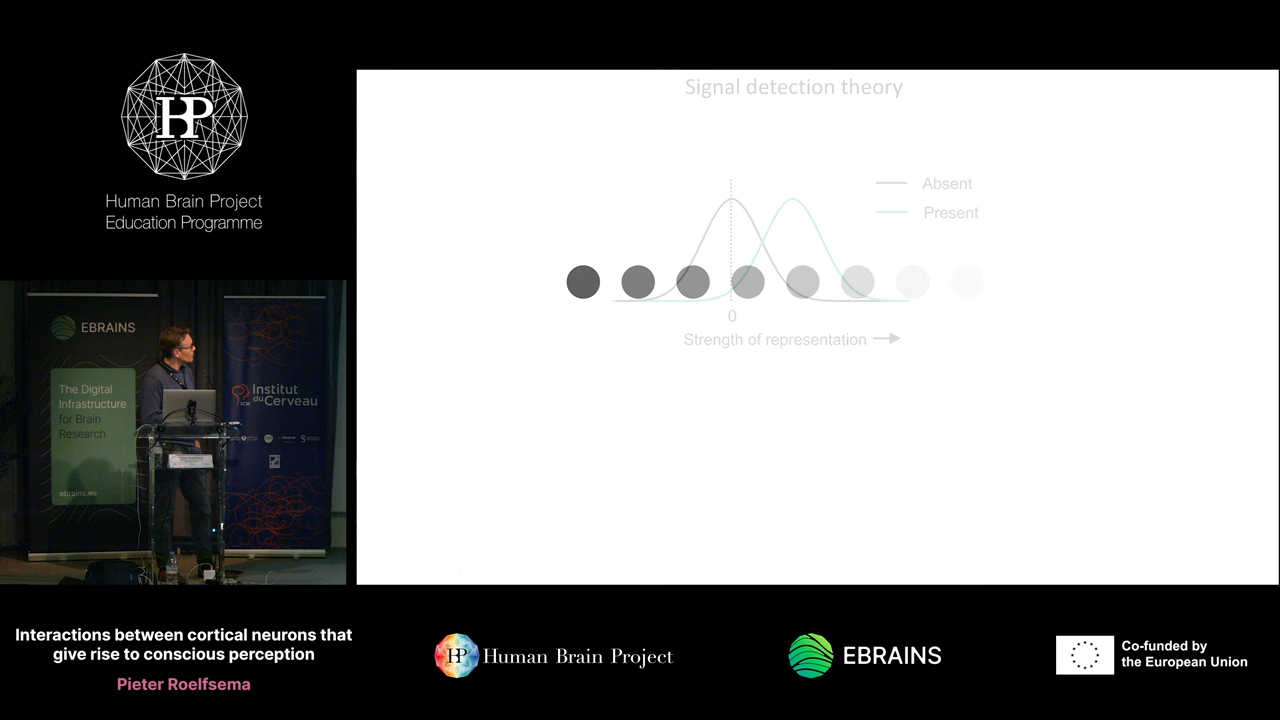 HP
Human Brain Project
Education Programme
EBRAINS
The Digital
Infrastructure
for Brain
Research
ebrains.eu
Institut
du Cerveau
Signal detection theory
Absent
Present
0
Strength of representation
Interactions between cortical neurons that
give rise to conscious perception
Pieter Roelfsema
HP Human Brain Project
EBRAINS
Co-funded by
the European Union